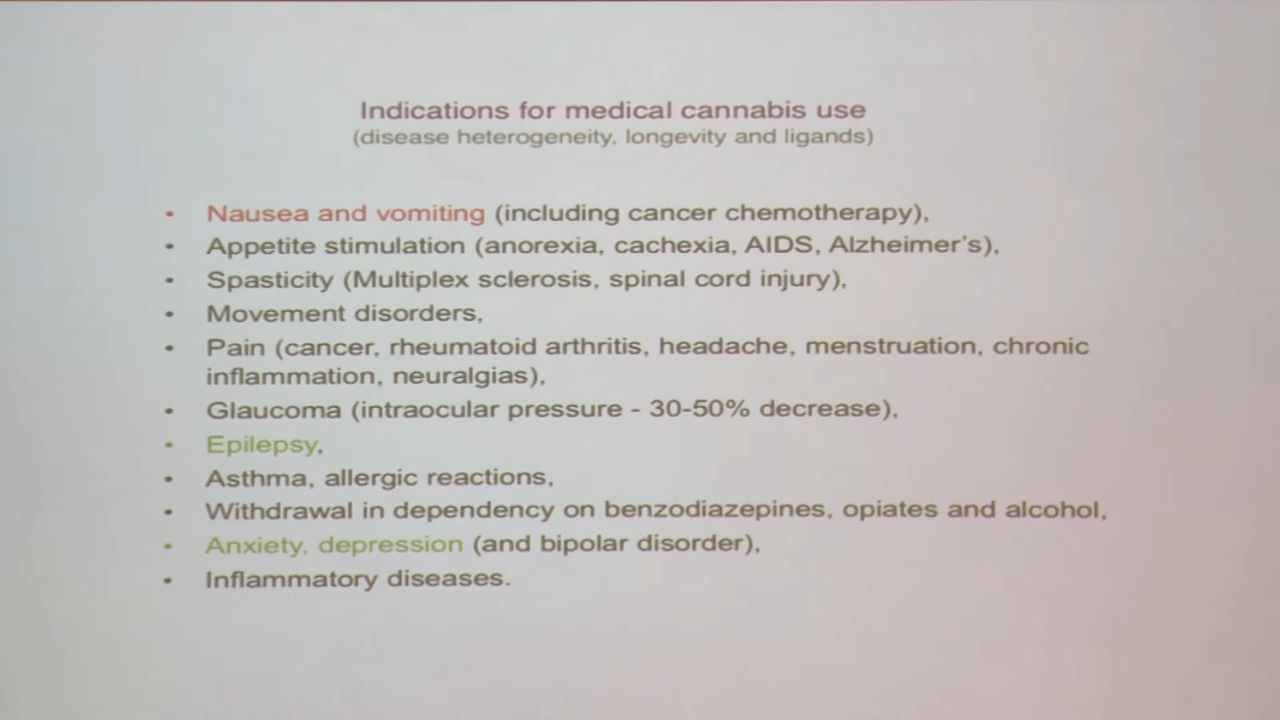 Indications for medical cannabis use
(disease heterogeneity, longevity and ligands)
• Nausea and vomiting (including cancer chemotherapy),
• Appetite stimulation (anorexia, cachexia, AIDS, Alzheimer's),
• Spasticity (Multiplex sclerosis, spinal cord injury),
• Movement disorders,
• Pain (cancer, rheumatoid arthritis, headache, menstruation, chronic
inflammation, neuralgias),
• Glaucoma (intraocular pressure - 30-50% decrease),
• Epilepsy,
• Asthma, allergic reactions,
• Withdrawal in dependency on benzodiazepines, opiates and alcohol,
• Anxiety, depression (and bipolar disorder),
• Inflammatory diseases.